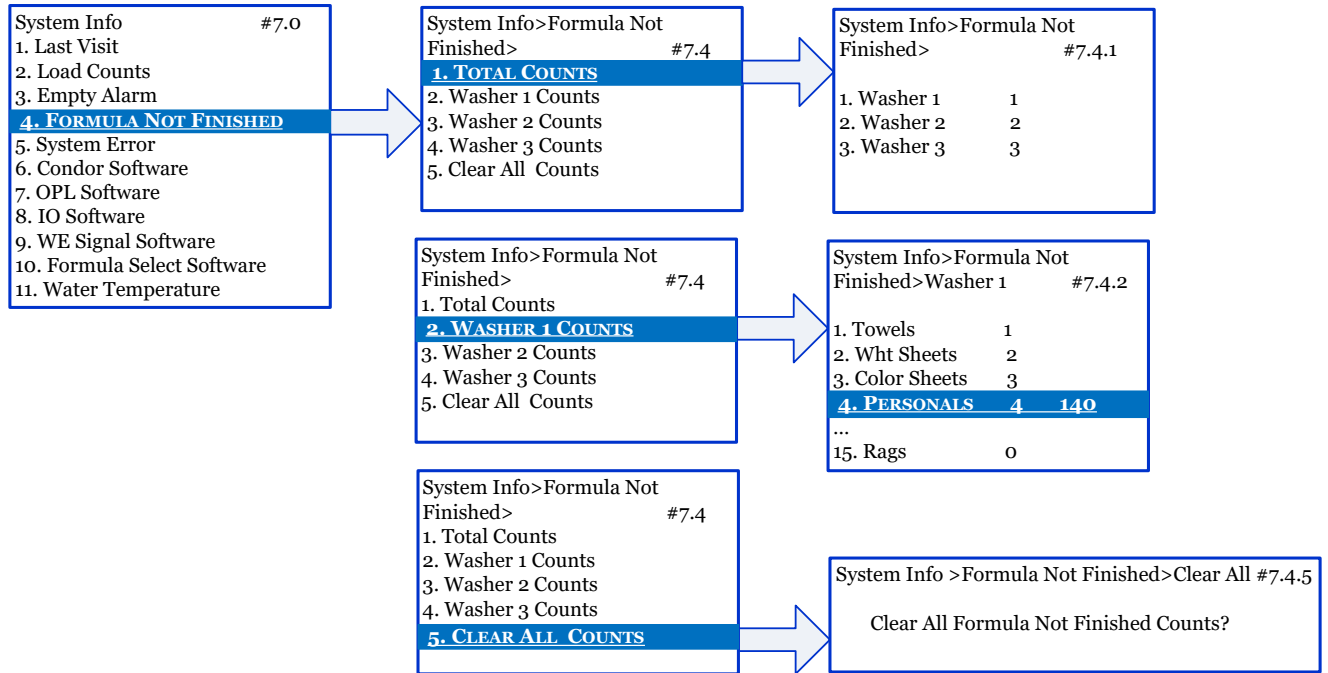 System Info #7.0
1. Last Visit
2. Load Counts
3. Empty Alarm
4. FORMULA NOT FINISHED
5. System Error
6. Condor Software
7. OPL Software
8. IO Software
9. WE Signal Software
10. Formula Select Software
11. Water Temperature
System Info>Formula Not
Finished> #7.4
1. TOTAL COUNTS
2. Washer 1 Counts
3. Washer 2 Counts
4. Washer 3 Counts
5. Clear All Counts
System Info>Formula Not
Finished> #7.4.1
1. Washer 1 1
2. Washer 2 2
3. Washer 3 3
System Info>Formula Not
Finished> #7.4
1. Total Counts
2. WASHER 1 COUNTS
3. Washer 2 Counts
4. Washer 3 Counts
5. Clear All Counts
System Info>Formula Not
Finished>Washer 1 #7.4.2
1. Towels 1
2. Wht Sheets 2
3. Color Sheets 3
4. PERSONALS 4 140
...
15. Rags 0
System Info>Formula Not
Finished> #7.4
1. Total Counts
2. Washer 1 Counts
3. Washer 2 Counts
4. Washer 3 Counts
5. CLEAR ALL COUNTS
System Info >Formula Not Finished>Clear All #7.4.5
Clear All Formula Not Finished Counts?